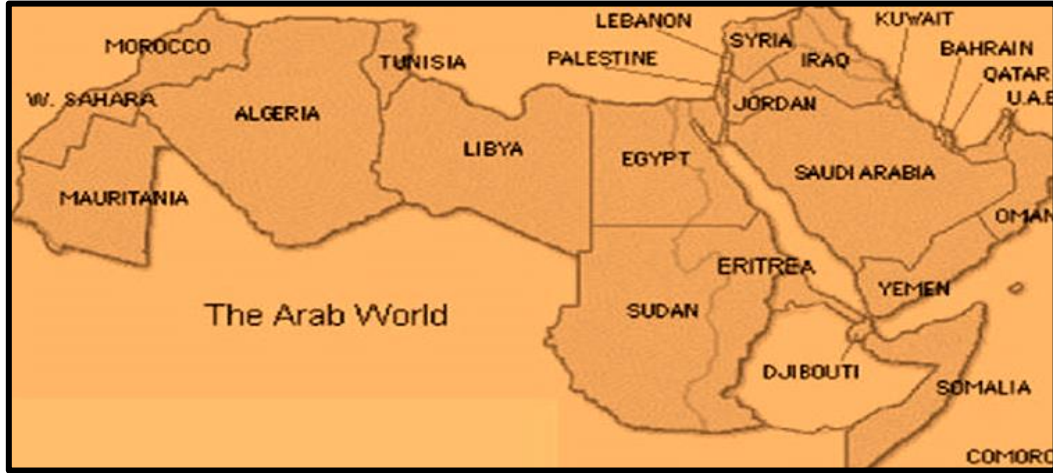 LEBANON
KUWAIT
MOROCCO
SYRIA
BAHRAIN
TUNISIA
PALESTINE
IRAQ
QATAR
W. SAHARA
U.A.E
ALGERIA
JORDAN
LIBYA
EGYPT
SAUDI ARABIA
MAURITANIA
OMAN
ERITREA
YEMEN
The Arab World
SUDAN
DJIBOUTI
SOMALIA
COMORO